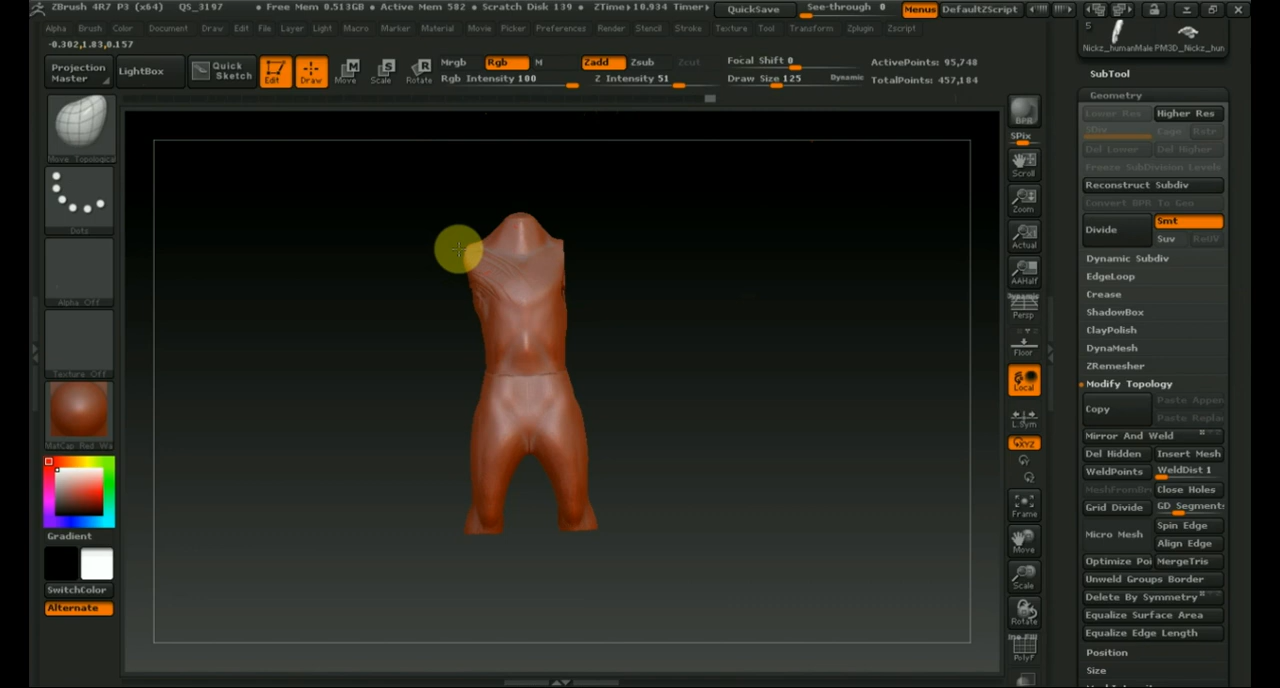 ZBrush 4R7 P3 (x64) QS_3197 • Free Mem 0.513GB • Active Mem 582 • Scratch Disk 139 • ZTime▸10.934 Timer▸ QuickSave See-through 0 Menus DefaultZScript
Alpha Brush Color Document Draw Edit File Layer Light Macro Marker Material Movie Picker Preferences Render Stencil Stroke Texture Tool Transform Zplugin Zscript
-0.302,1.83,0.157
Projection Master
LightBox
Quick Sketch
Edit
Draw
Move
Scale
Rotate
Mrgb Rgb M
Rgb Intensity 100
Zadd Zsub Zcut
Z Intensity 51
Focal Shift 0
Draw Size 125 Dynamic
ActivePoints: 95,748
TotalPoints: 457,184
Move Topological
Dots
Alpha Off
Texture Off
MatCap Red Wa
Gradient
SwitchColor
Alternate
BPR
SPix
Scroll
Zoom
Actual
AAHalf
Dynamic
Persp
Floor
Local
L.Sym
XYZ
Frame
Move
Scale
Rotate
PolyF
5
Nickz_humanMale PM3D_Nickz_hun
SubTool
Geometry
Lower Res Higher Res
SDiv Cage Rstr
Del Lower Del Higher
Freeze SubDivision Levels
Reconstruct Subdiv
Convert BPR To Geo
Divide Smt
Suv ReUV
Dynamic Subdiv
EdgeLoop
Crease
ShadowBox
ClayPolish
DynaMesh
ZRemesher
Modify Topology
Copy Paste Appen
Paste Replac
Mirror And Weld
Del Hidden Insert Mesh
WeldPoints WeldDist 1
MeshFromBr Close Holes
Grid Divide GD Segments
Micro Mesh Spin Edge
Align Edge
Optimize Poi MergeTris
Unweld Groups Border
Delete By Symmetry
Equalize Surface Area
Equalize Edge Length
Position
Size